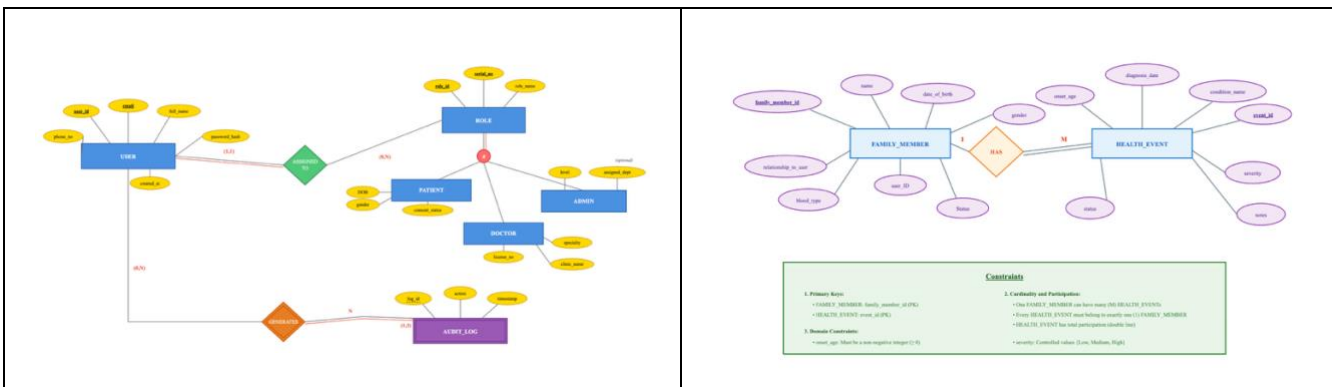 serial_no
role_id
role_name
email
user_id
full_name
phone_no
password_hash
ROLE
USER
(1,1)
ASSIGNED
TO
(0,N)
created_at
d
(optional)
level
assigned_dept
DOB
PATIENT
gender
consent_status
ADMIN
DOCTOR
specialty
license_no
clinic_name
(0,N)
log_id
action
timestamp
GENERATES
N
(1,1)
AUDIT_LOG
diagnosis_date
name
date_of_birth
onset_age
condition_name
family_member_id
gender
event_id
FAMILY_MEMBER
1
HAS
M
HEALTH_EVENT
relationship_to_user
user_ID
severity
blood_type
Status
status
notes
Constraints
1. Primary Keys:
• FAMILY_MEMBER: family_member_id (PK)
• HEALTH_EVENT: event_id (PK)
3. Domain Constraints:
• onset_age: Must be a non-negative integer (≥ 0)
2. Cardinality and Participation:
• One FAMILY_MEMBER can have many (M) HEALTH_EVENT)
• Every HEALTH_EVENT must belong to exactly one (1) FAMILY_MEMBER
• HEALTH_EVENT has total participation (double line)
• severity: Controlled values (Low, Medium, High)